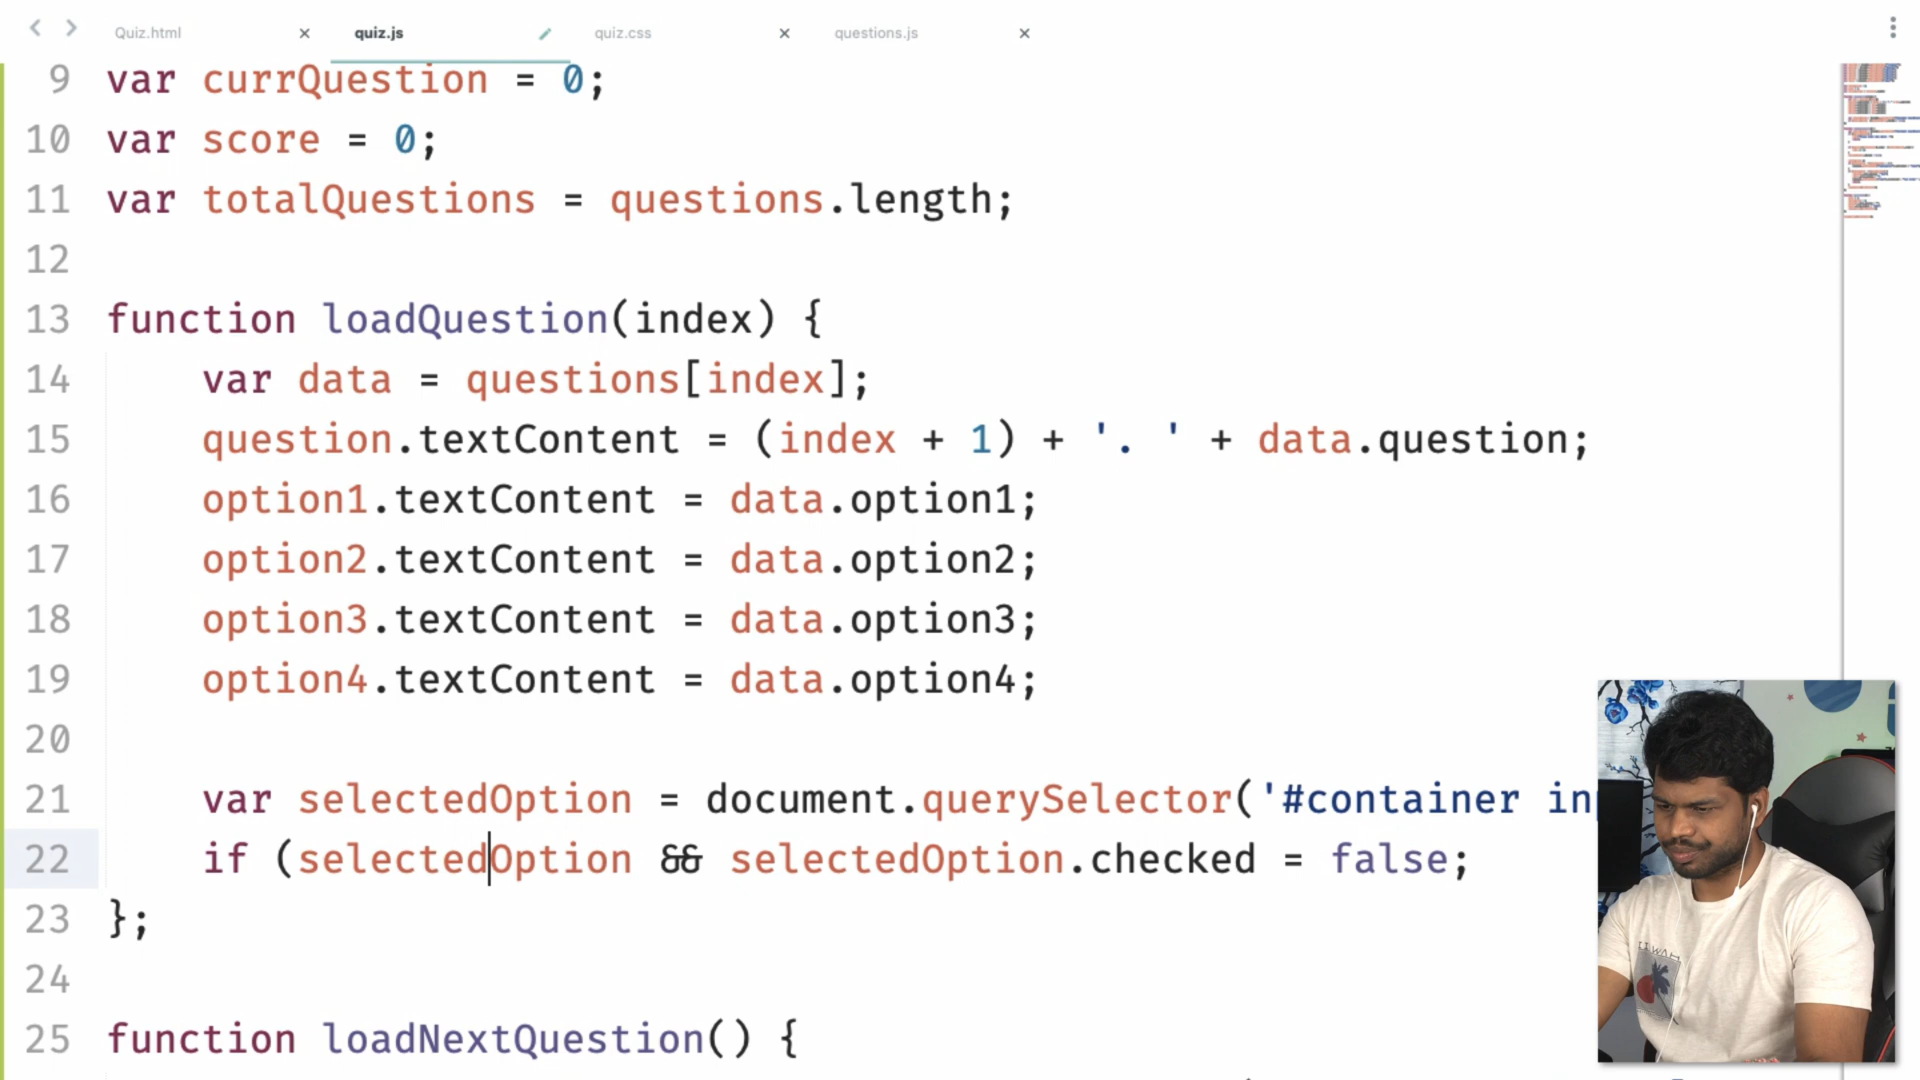 Quiz.html
quiz.js
quiz.css
questions.js
9 var currQuestion = 0;
10 var score = 0;
11 var totalQuestions = questions.length;
12
13 function loadQuestion(index) {
14 var data = questions[index];
15 question.textContent = (index + 1) + '. ' + data.question;
16 option1.textContent = data.option1;
17 option2.textContent = data.option2;
18 option3.textContent = data.option3;
19 option4.textContent = data.option4;
20
21 var selectedOption = document.querySelector('#container in
22 if (selectedOption && selectedOption.checked = false;
23 };
24
25 function loadNextQuestion() {